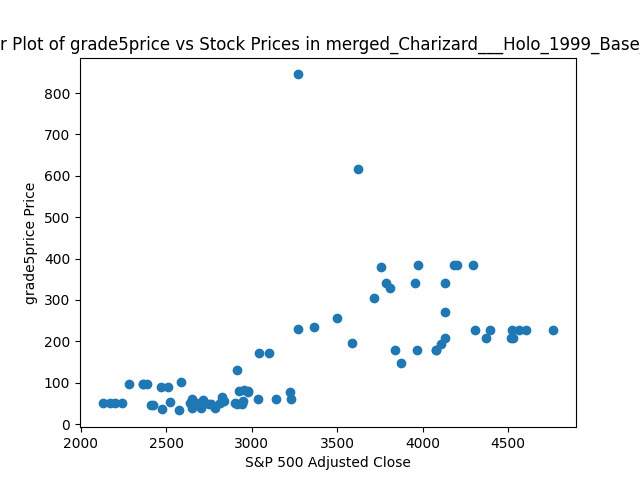 r Plot of grade5price vs Stock Prices in merged_Charizard___Holo_1999_Base_
800
700
600
500
400
300
200
100
0
grade5price Price
2000 2500 3000 3500 4000 4500
S&P 500 Adjusted Close